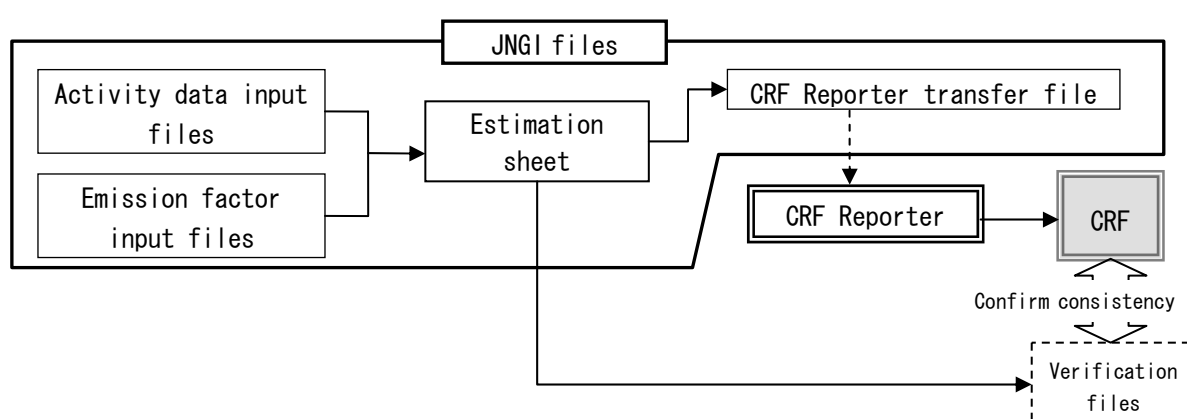 JNGI files
Activity data input
files
Estimation
sheet
CRF Reporter transfer file
Emission factor
input files
CRF Reporter
CRF
Confirm consistency
Verification
files